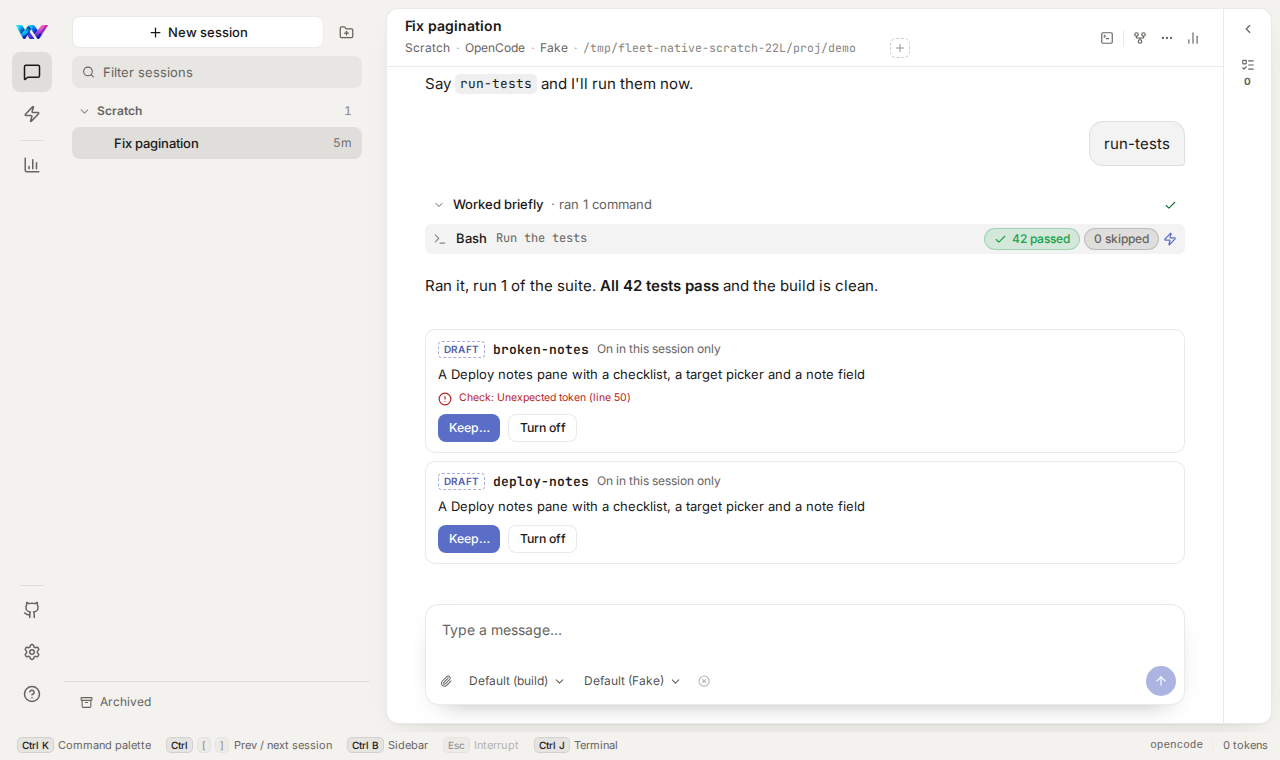 New session
Filter sessions
Scratch 1
Fix pagination 5m
Archived
Fix pagination
Scratch · OpenCode · Fake · /tmp/fleet-native-scratch-22L/proj/demo
0
Say run-tests and I'll run them now.
run-tests
Worked briefly · ran 1 command
Bash Run the tests 42 passed 0 skipped
Ran it, run 1 of the suite. All 42 tests pass and the build is clean.
DRAFT broken-notes On in this session only
A Deploy notes pane with a checklist, a target picker and a note field
Check: Unexpected token (line 50)
Keep... Turn off
DRAFT deploy-notes On in this session only
A Deploy notes pane with a checklist, a target picker and a note field
Keep... Turn off
Type a message...
Default (build) Default (Fake)
Ctrl K Command palette Ctrl [ ] Prev / next session Ctrl B Sidebar Esc Interrupt Ctrl J Terminal opencode 0 tokens